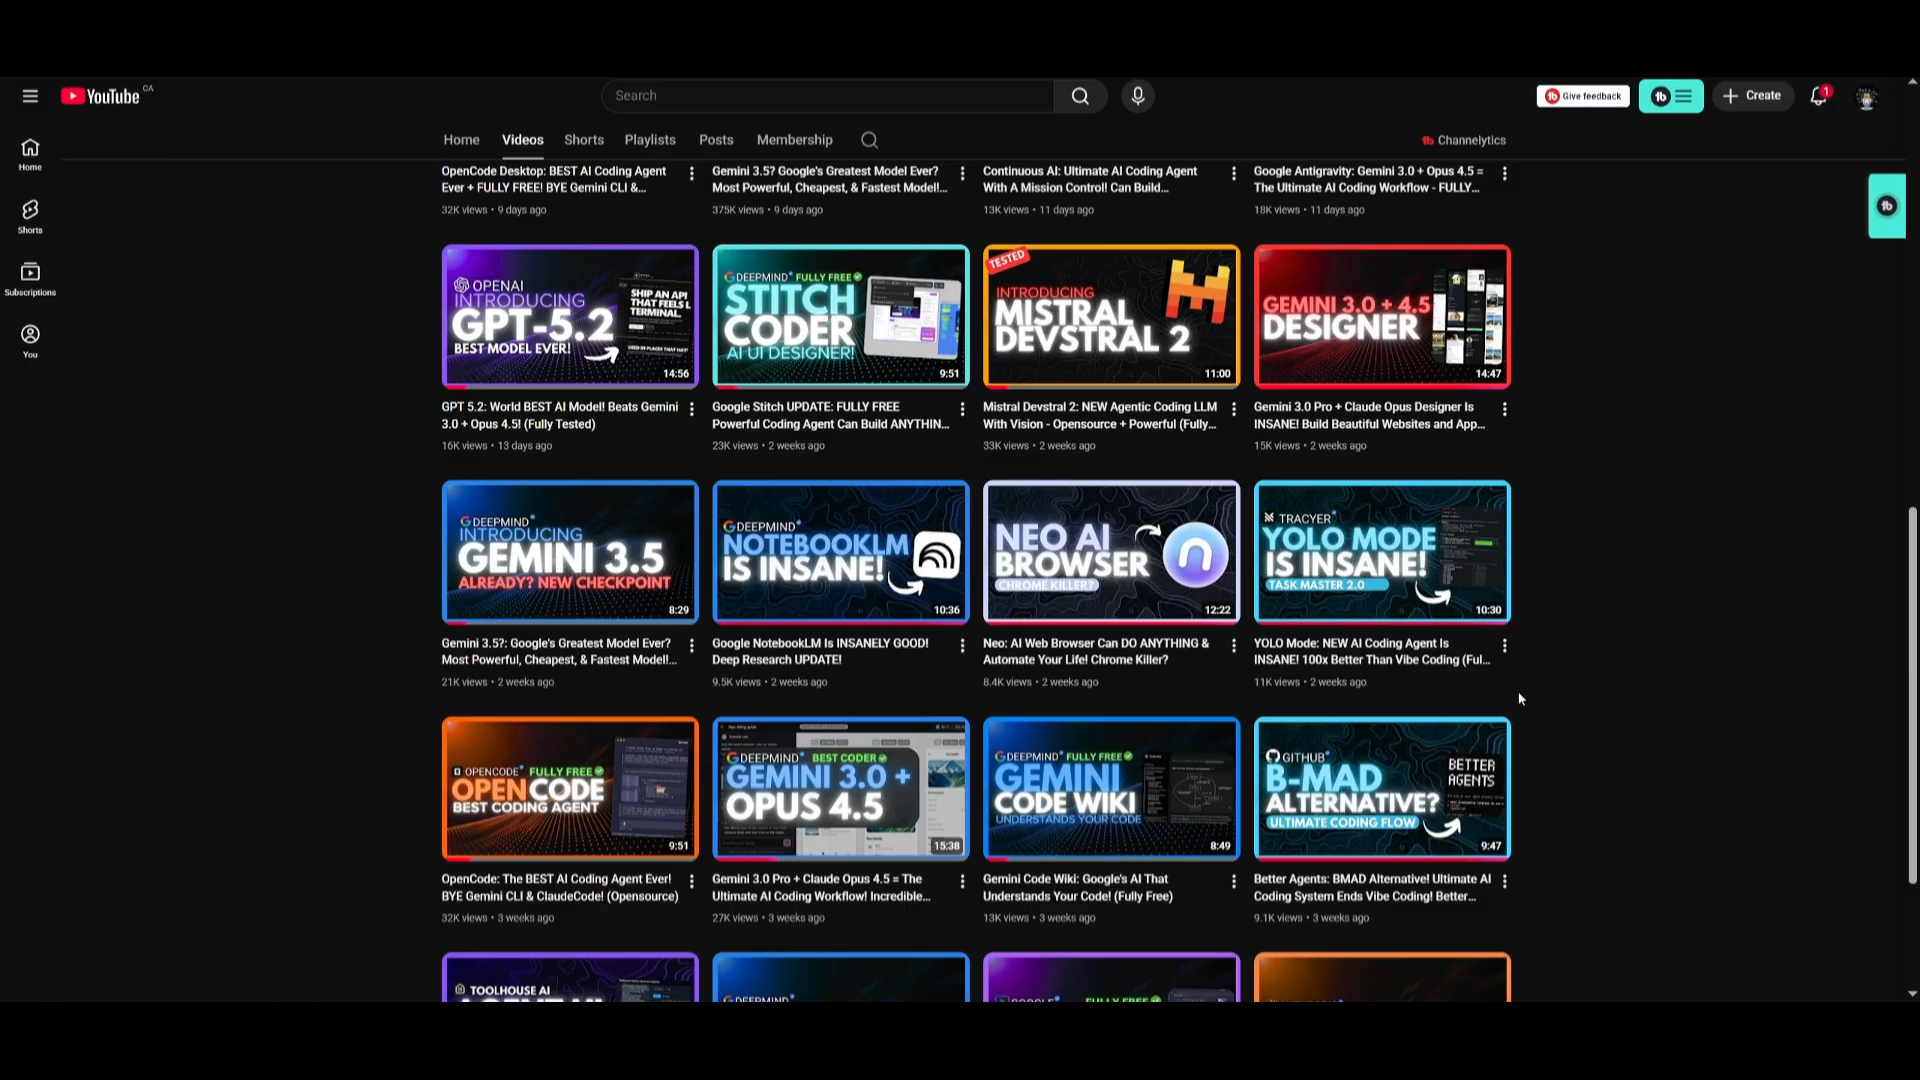 YouTube CA
Search
Give feedback
Create
1
Home
Videos
Shorts
Playlists
Posts
Membership
Channelytics
Home
Shorts
Subscriptions
You
OpenCode Desktop: BEST AI Coding Agent
Ever + FULLY FREE! BYE Gemini CLI &...
32K views • 9 days ago
Gemini 3.5? Google's Greatest Model Ever?
Most Powerful, Cheapest, & Fastest Model!...
375K views • 9 days ago
Continuous AI: Ultimate AI Coding Agent
With A Mission Control! Can Build...
13K views • 11 days ago
Google Antigravity: Gemini 3.0 + Opus 4.5 =
The Ultimate AI Coding Workflow - FULLY...
18K views • 11 days ago
OPENAI
INTRODUCING
GPT-5.2
BEST MODEL EVER!
SHIP AN API
THAT FEELS L
TERMINAL.
14:56
GPT 5.2: World BEST AI Model! Beats Gemini
3.0 + Opus 4.5! (Fully Tested)
16K views • 13 days ago
DEEPMIND FULLY FREE
STITCH
CODER
AI UI DESIGNER!
9:51
Google Stitch UPDATE: FULLY FREE
Powerful Coding Agent Can Build ANYTHIN...
23K views • 2 weeks ago
TESTED
INTRODUCING
MISTRAL
DEVSTRAL 2
11:00
Mistral Devstral 2: NEW Agentic Coding LLM
With Vision - Opensource + Powerful (Fully...
33K views • 2 weeks ago
GEMINI 3.0 + 4.5
DESIGNER
14:47
Gemini 3.0 Pro + Claude Opus Designer Is
INSANE! Build Beautiful Websites and App...
15K views • 2 weeks ago
DEEPMIND
INTRODUCING
GEMINI 3.5
ALREADY? NEW CHECKPOINT
8:29
Gemini 3.5?: Google's Greatest Model Ever?
Most Powerful, Cheapest, & Fastest Model!...
21K views • 2 weeks ago
DEEPMIND
NOTEBOOKLM
IS INSANE!
10:36
Google NotebookLM Is INSANELY GOOD!
Deep Research UPDATE!
9.5K views • 2 weeks ago
NEO AI
BROWSER
CHROME KILLER?
12:22
Neo: AI Web Browser Can DO ANYTHING &
Automate Your Life! Chrome Killer?
8.4K views • 2 weeks ago
TRACYER
YOLO MODE
IS INSANE!
TASK MASTER 2.0
10:30
YOLO Mode: NEW AI Coding Agent Is
INSANE! 100x Better Than Vibe Coding (Ful...
11K views • 2 weeks ago
OPENCODE FULLY FREE
OPENCODE
BEST CODING AGENT
9:51
OpenCode: The BEST AI Coding Agent Ever!
BYE Gemini CLI & ClaudeCode! (Opensource)
32K views • 3 weeks ago
DEEPMIND BEST CODER
GEMINI 3.0 +
OPUS 4.5
15:38
Gemini 3.0 Pro + Claude Opus 4.5 = The
Ultimate AI Coding Workflow! Incredible...
27K views • 3 weeks ago
DEEPMIND FULLY FREE
GEMINI
CODE WIKI
UNDERSTANDS YOUR CODE
8:49
Gemini Code Wiki: Google's AI That
Understands Your Code! (Fully Free)
13K views • 3 weeks ago
GITHUB
B-MAD
ALTERNATIVE?
ULTIMATE CODING FLOW
BETTER
AGENTS
9:47
Better Agents: BMAD Alternative! Ultimate AI
Coding System Ends Vibe Coding! Better...
9.1K views • 3 weeks ago
TOOLHOUSE AI
DEEPMIND